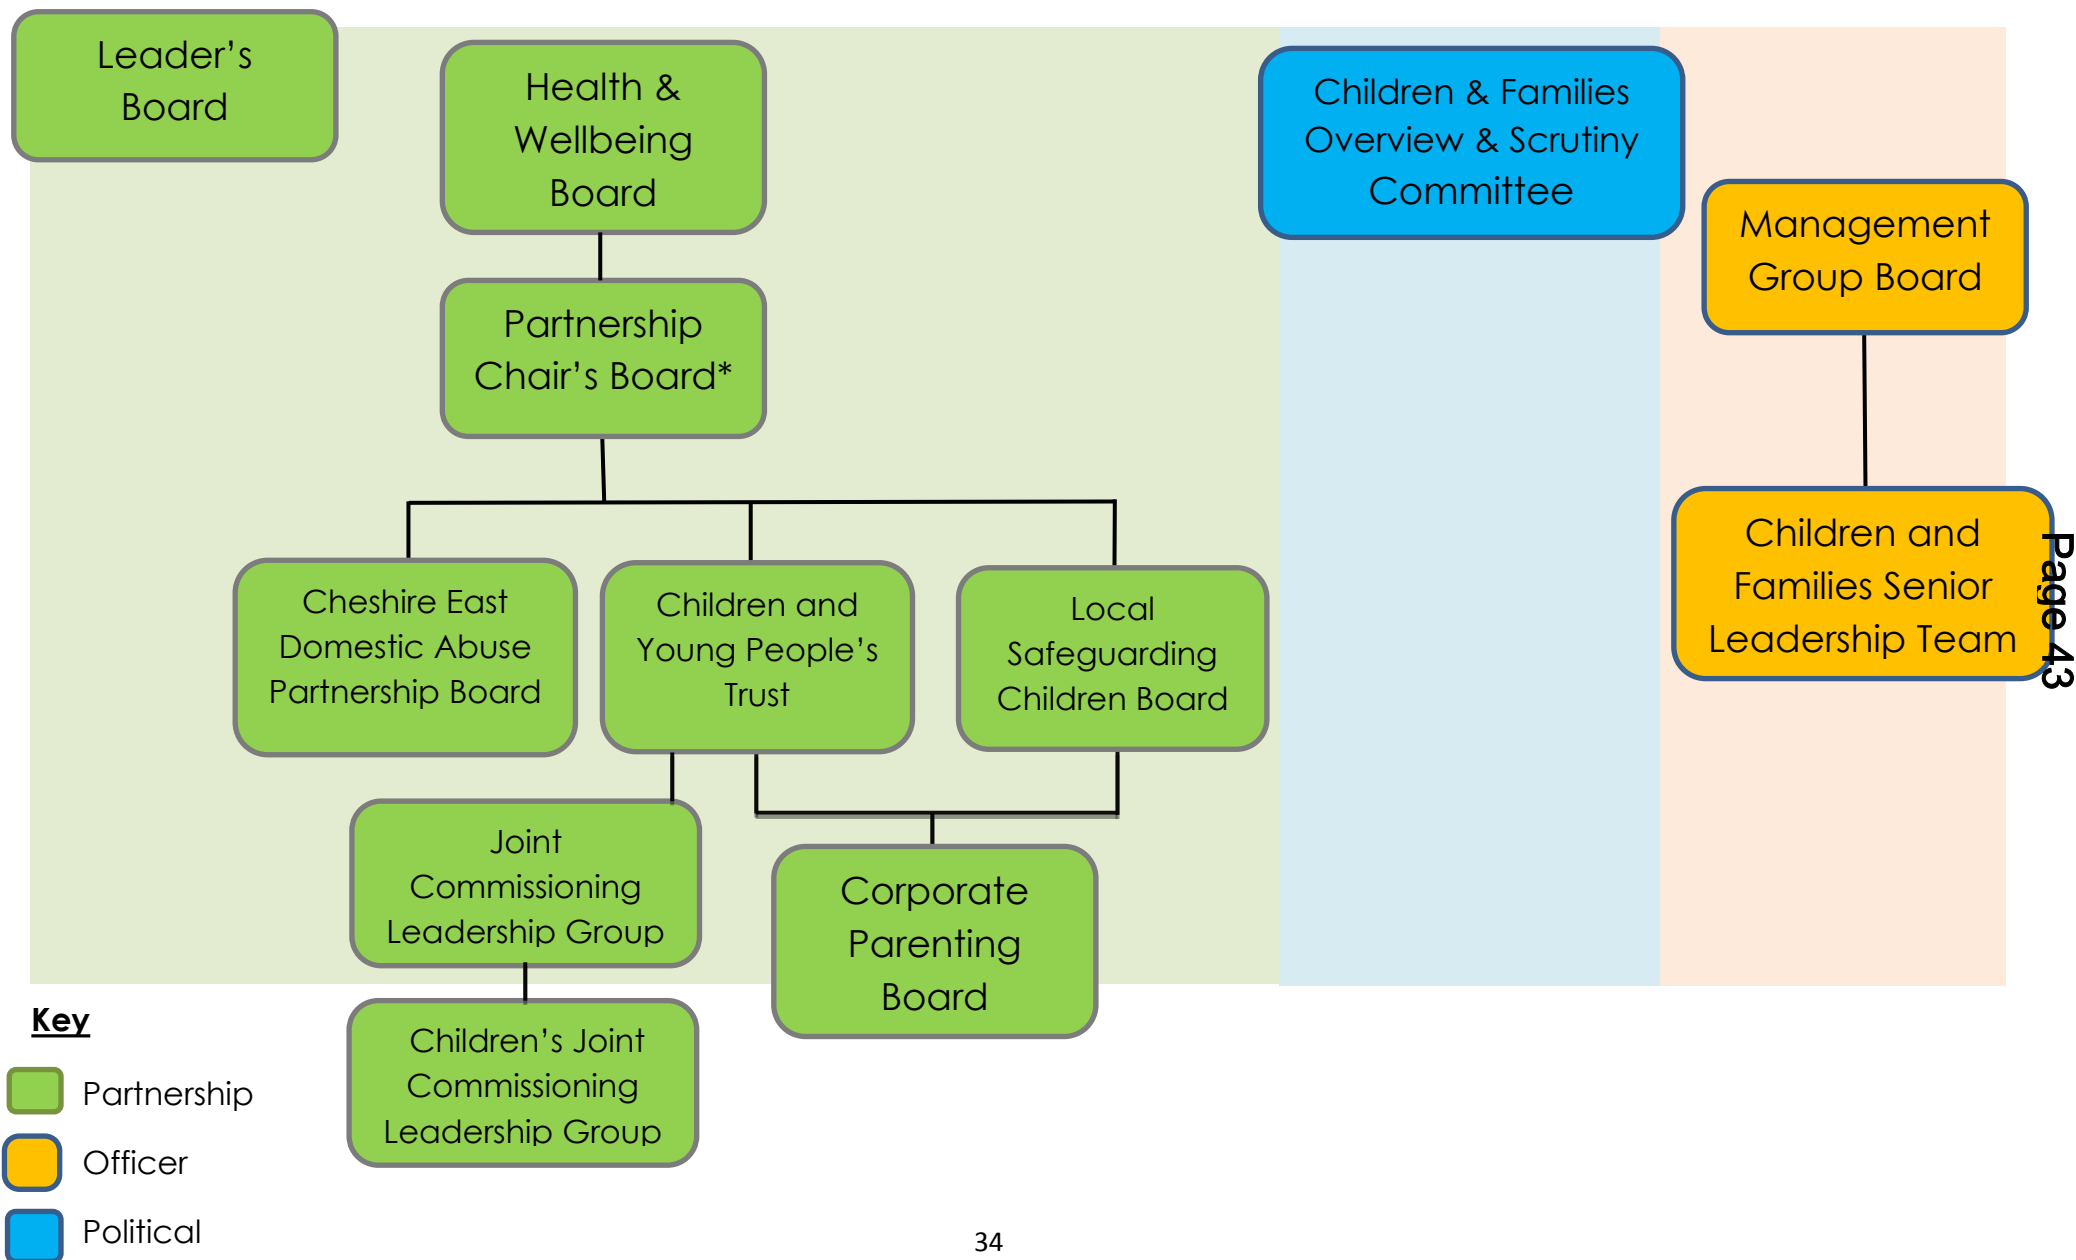 Leader’s
Board
Health &
Wellbeing
Board
Children & Families
Overview & Scrutiny
Committee
Management
Group Board
Partnership
Chair’s Board*
Cheshire East
Domestic Abuse
Partnership Board
Children and
Young People’s
Trust
Local
Safeguarding
Children Board
Children and
Families Senior
Leadership Team
Page 43
Joint
Commissioning
Leadership Group
Corporate
Parenting
Board
Children’s Joint
Commissioning
Leadership Group
Key
Partnership
Officer
Political
34